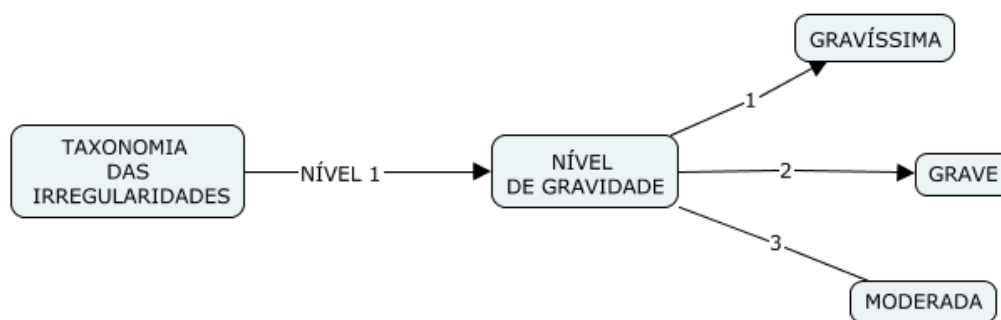 TAXONOMIA
DAS
IRREGULARIDADES
NÍVEL 1
NÍVEL
DE GRAVIDADE
1
GRAVÍSSIMA
2
GRAVE
3
MODERADA